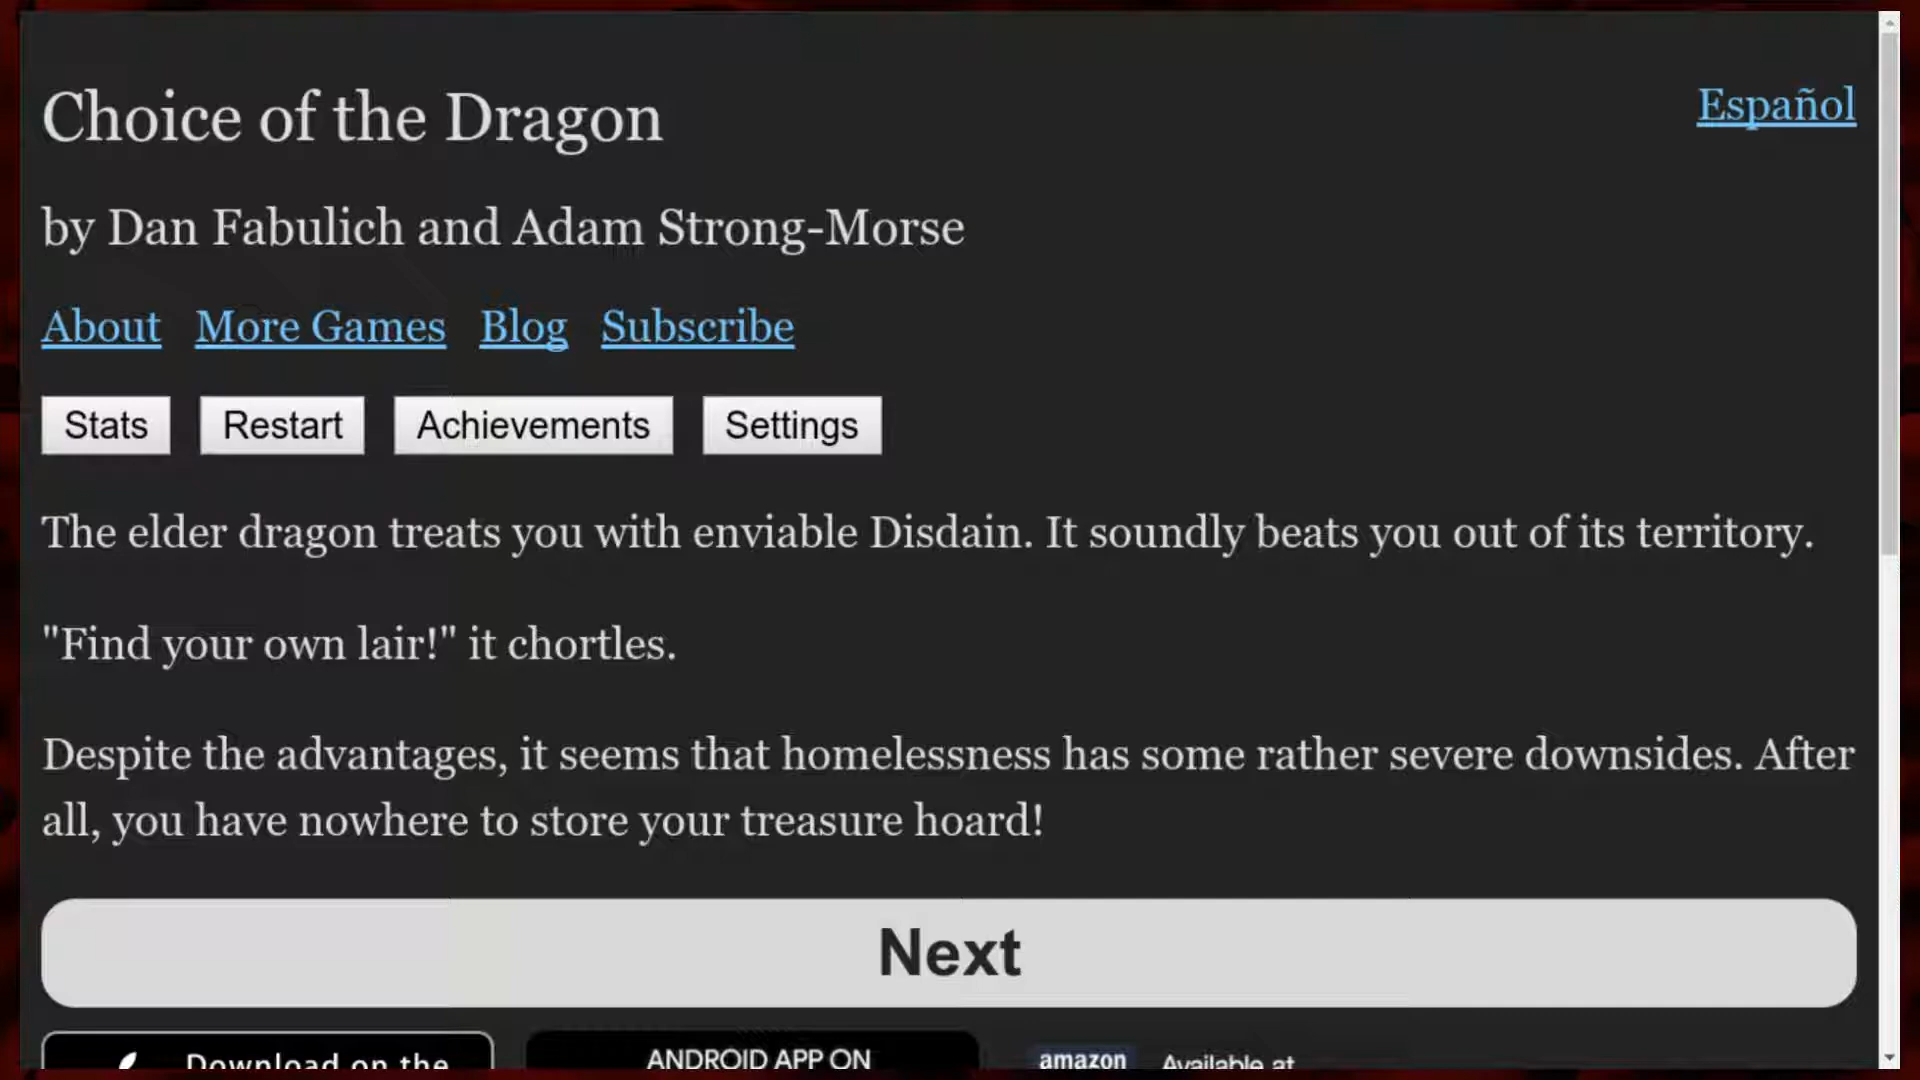 Choice of the Dragon
Español
by Dan Fabulich and Adam Strong-Morse
About More Games Blog Subscribe
Stats Restart Achievements Settings
The elder dragon treats you with enviable Disdain. It soundly beats you out of its territory.
"Find your own lair!" it chortles.
Despite the advantages, it seems that homelessness has some rather severe downsides. After
all, you have nowhere to store your treasure hoard!
Next
Download on the ANDROID APP ON amazon Available at